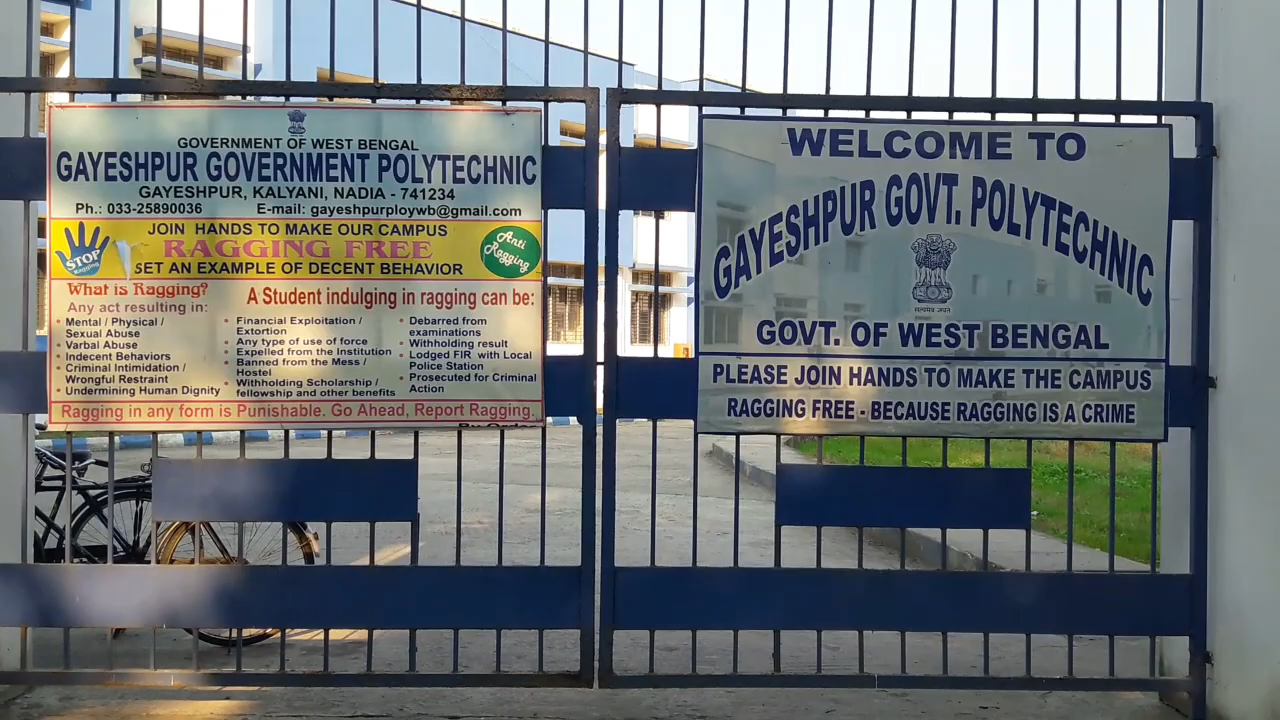 GOVERNMENT OF WEST BENGAL
GAYESHPUR GOVERNMENT POLYTECHNIC
GAYESHPUR, KALYANI, NADIA - 741234
Ph.: 033-25890036 E-mail: gayeshpurploywb@gmail.com
JOIN HANDS TO MAKE OUR CAMPUS
RAGGING FREE
SET AN EXAMPLE OF DECENT BEHAVIOR
STOP
Ragging
Anti
Ragging
What is Ragging?
Any act resulting in:
• Mental / Physical /
Sexual Abuse
• Varbal Abuse
• Indecent Behaviors
• Criminal Intimidation /
Wrongful Restraint
• Undermining Human Dignity
A Student indulging in ragging can be:
• Financial Exploitation /
Extortion
• Any type of use of force
• Expelled from the Institution
• Banned from the Mess /
Hostel
• Withholding Scholarship /
fellowship and other benefits
• Debarred from
examinations
• Withholding result
• Lodged FIR with Local
Police Station
• Prosecuted for Criminal
Action
Ragging in any form is Punishable. Go Ahead, Report Ragging.
By Order
WELCOME TO
GAYESHPUR GOVT. POLYTECHNIC
सत्यमेव जयते
GOVT. OF WEST BENGAL
PLEASE JOIN HANDS TO MAKE THE CAMPUS
RAGGING FREE - BECAUSE RAGGING IS A CRIME